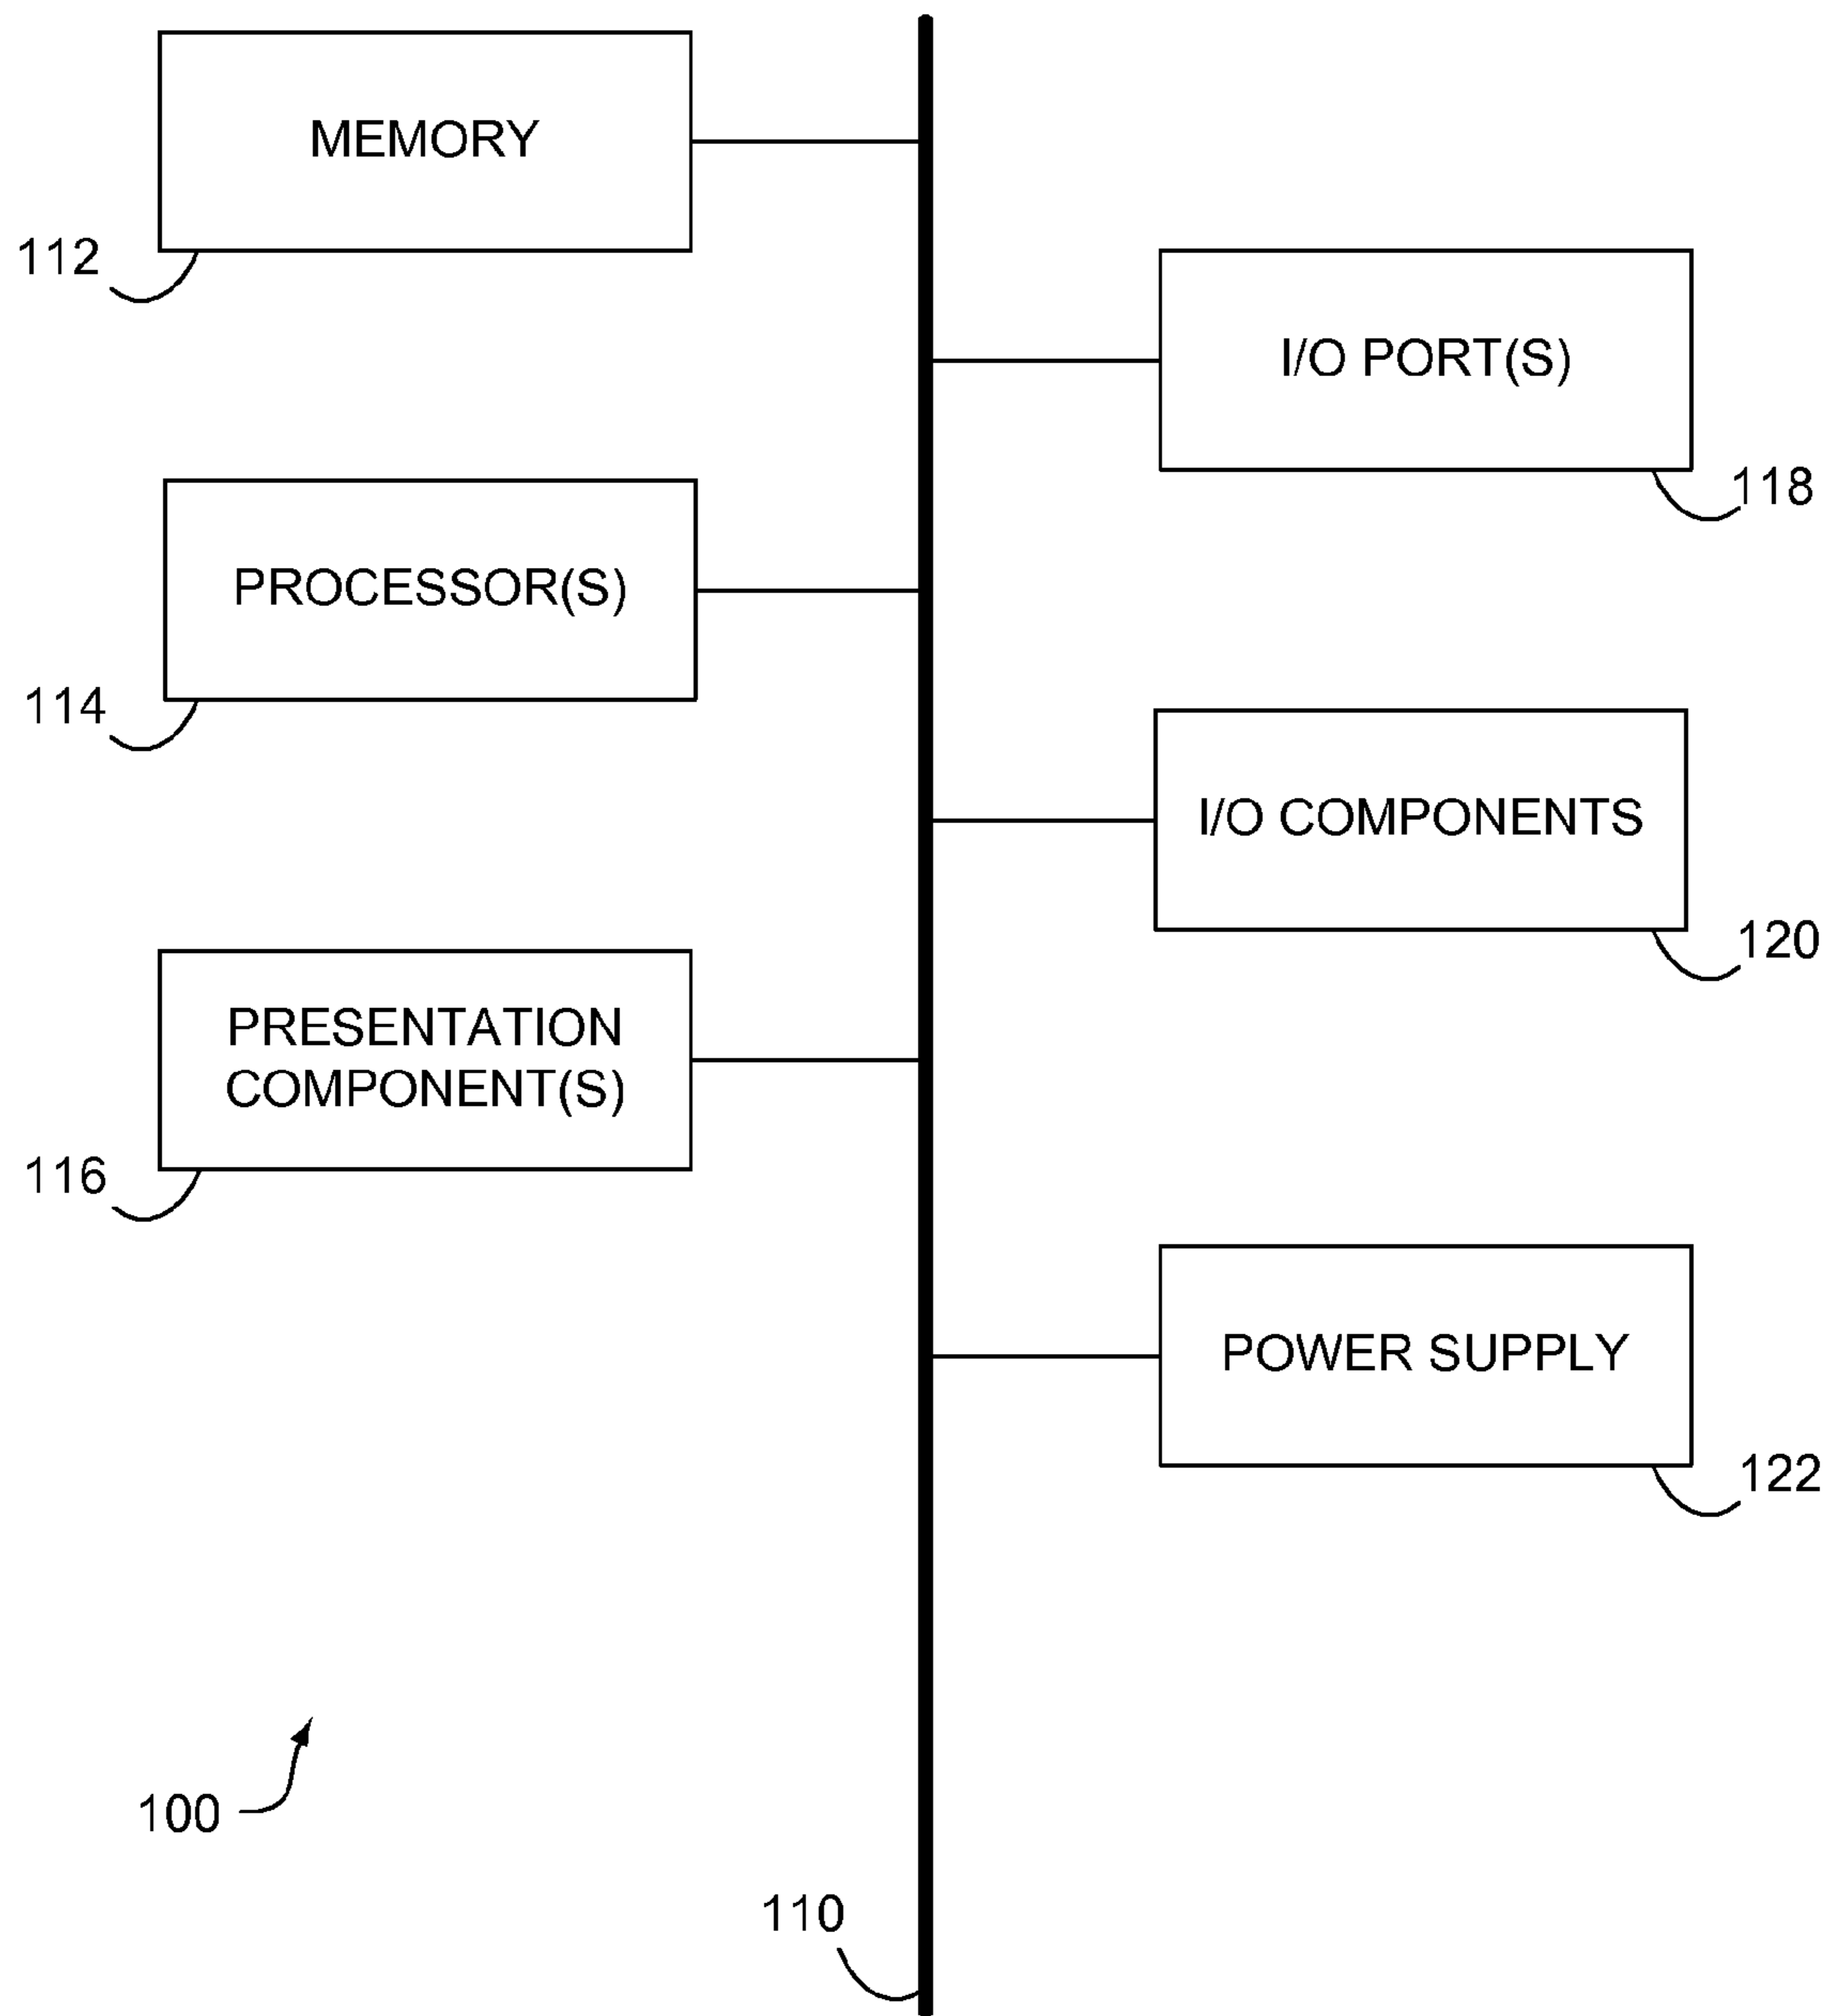 MEMORY
112
I/O PORT(S)
118
PROCESSOR(S)
114
I/O COMPONENTS
120
PRESENTATION
COMPONENT(S)
116
POWER SUPPLY
122
100
110